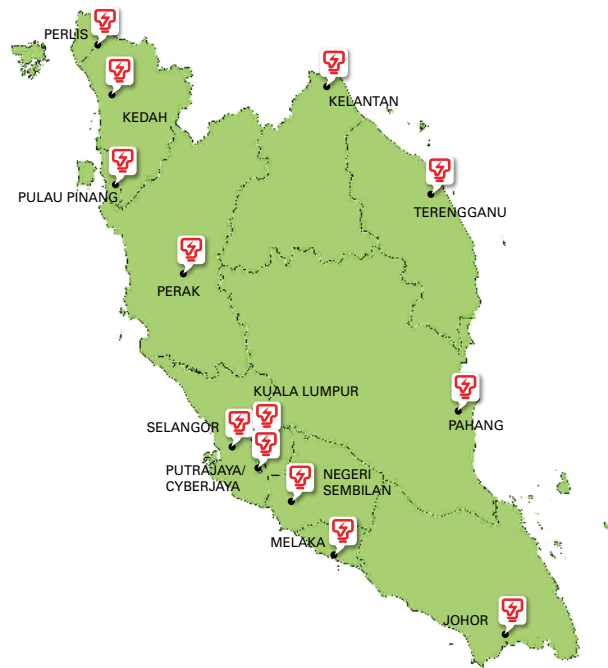 PERLIS
KELANTAN
KEDAH
PULAU PINANG
TERENGGANU
PERAK
KUALA LUMPUR
SELANGOR
PAHANG
PUTRAJAYA/
CYBERJAYA
NEGERI
SEMBILAN
MELAKA
JOHOR